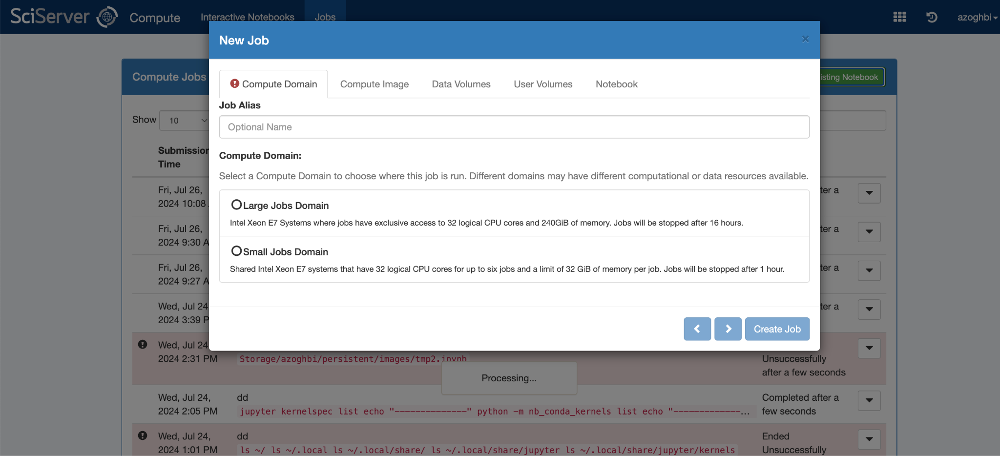 SciServer Compute Interactive Notebooks Jobs azoghbi
New Job ×
Compute Jobs
isting Notebook
Compute Domain Compute Image Data Volumes User Volumes Notebook
Job Alias
Show 10
Optional Name
Submission
Time
Compute Domain:
Select a Compute Domain to choose where this job is run. Different domains may have different computational or data resources available.
Fri, Jul 26,
2024 10:08
ter a
Large Jobs Domain
Intel Xeon E7 Systems where jobs have exclusive access to 32 logical CPU cores and 240GiB of memory. Jobs will be stopped after 16 hours.
Fri, Jul 26,
2024 9:30 A
ter a
Small Jobs Domain
Shared Intel Xeon E7 systems that have 32 logical CPU cores for up to six jobs and a limit of 32 GiB of memory per job. Jobs will be stopped after 1 hour.
Fri, Jul 26,
2024 9:27 A
ter a
Wed, Jul 24
2024 3:39 P
ter a
Create Job
Wed, Jul 24
2024 2:31 PM
Storage/azoghbi/persistent/images/tmp2.ipynb
Unsuccessfully
after a few seconds
Processing...
Wed, Jul 24,
2024 2:05 PM
dd
jupyter kernelspec list echo "--------------" python -m nb_conda_kernels list echo "-------------...
Completed after a
few seconds
Wed, Jul 24,
2024 1:01 PM
dd
ls ~/ ls ~/.local ls ~/.local/share/ ls ~/.local/share/jupyter ls ~/.local/share/jupyter/kernels
Ended
Unsuccessfully